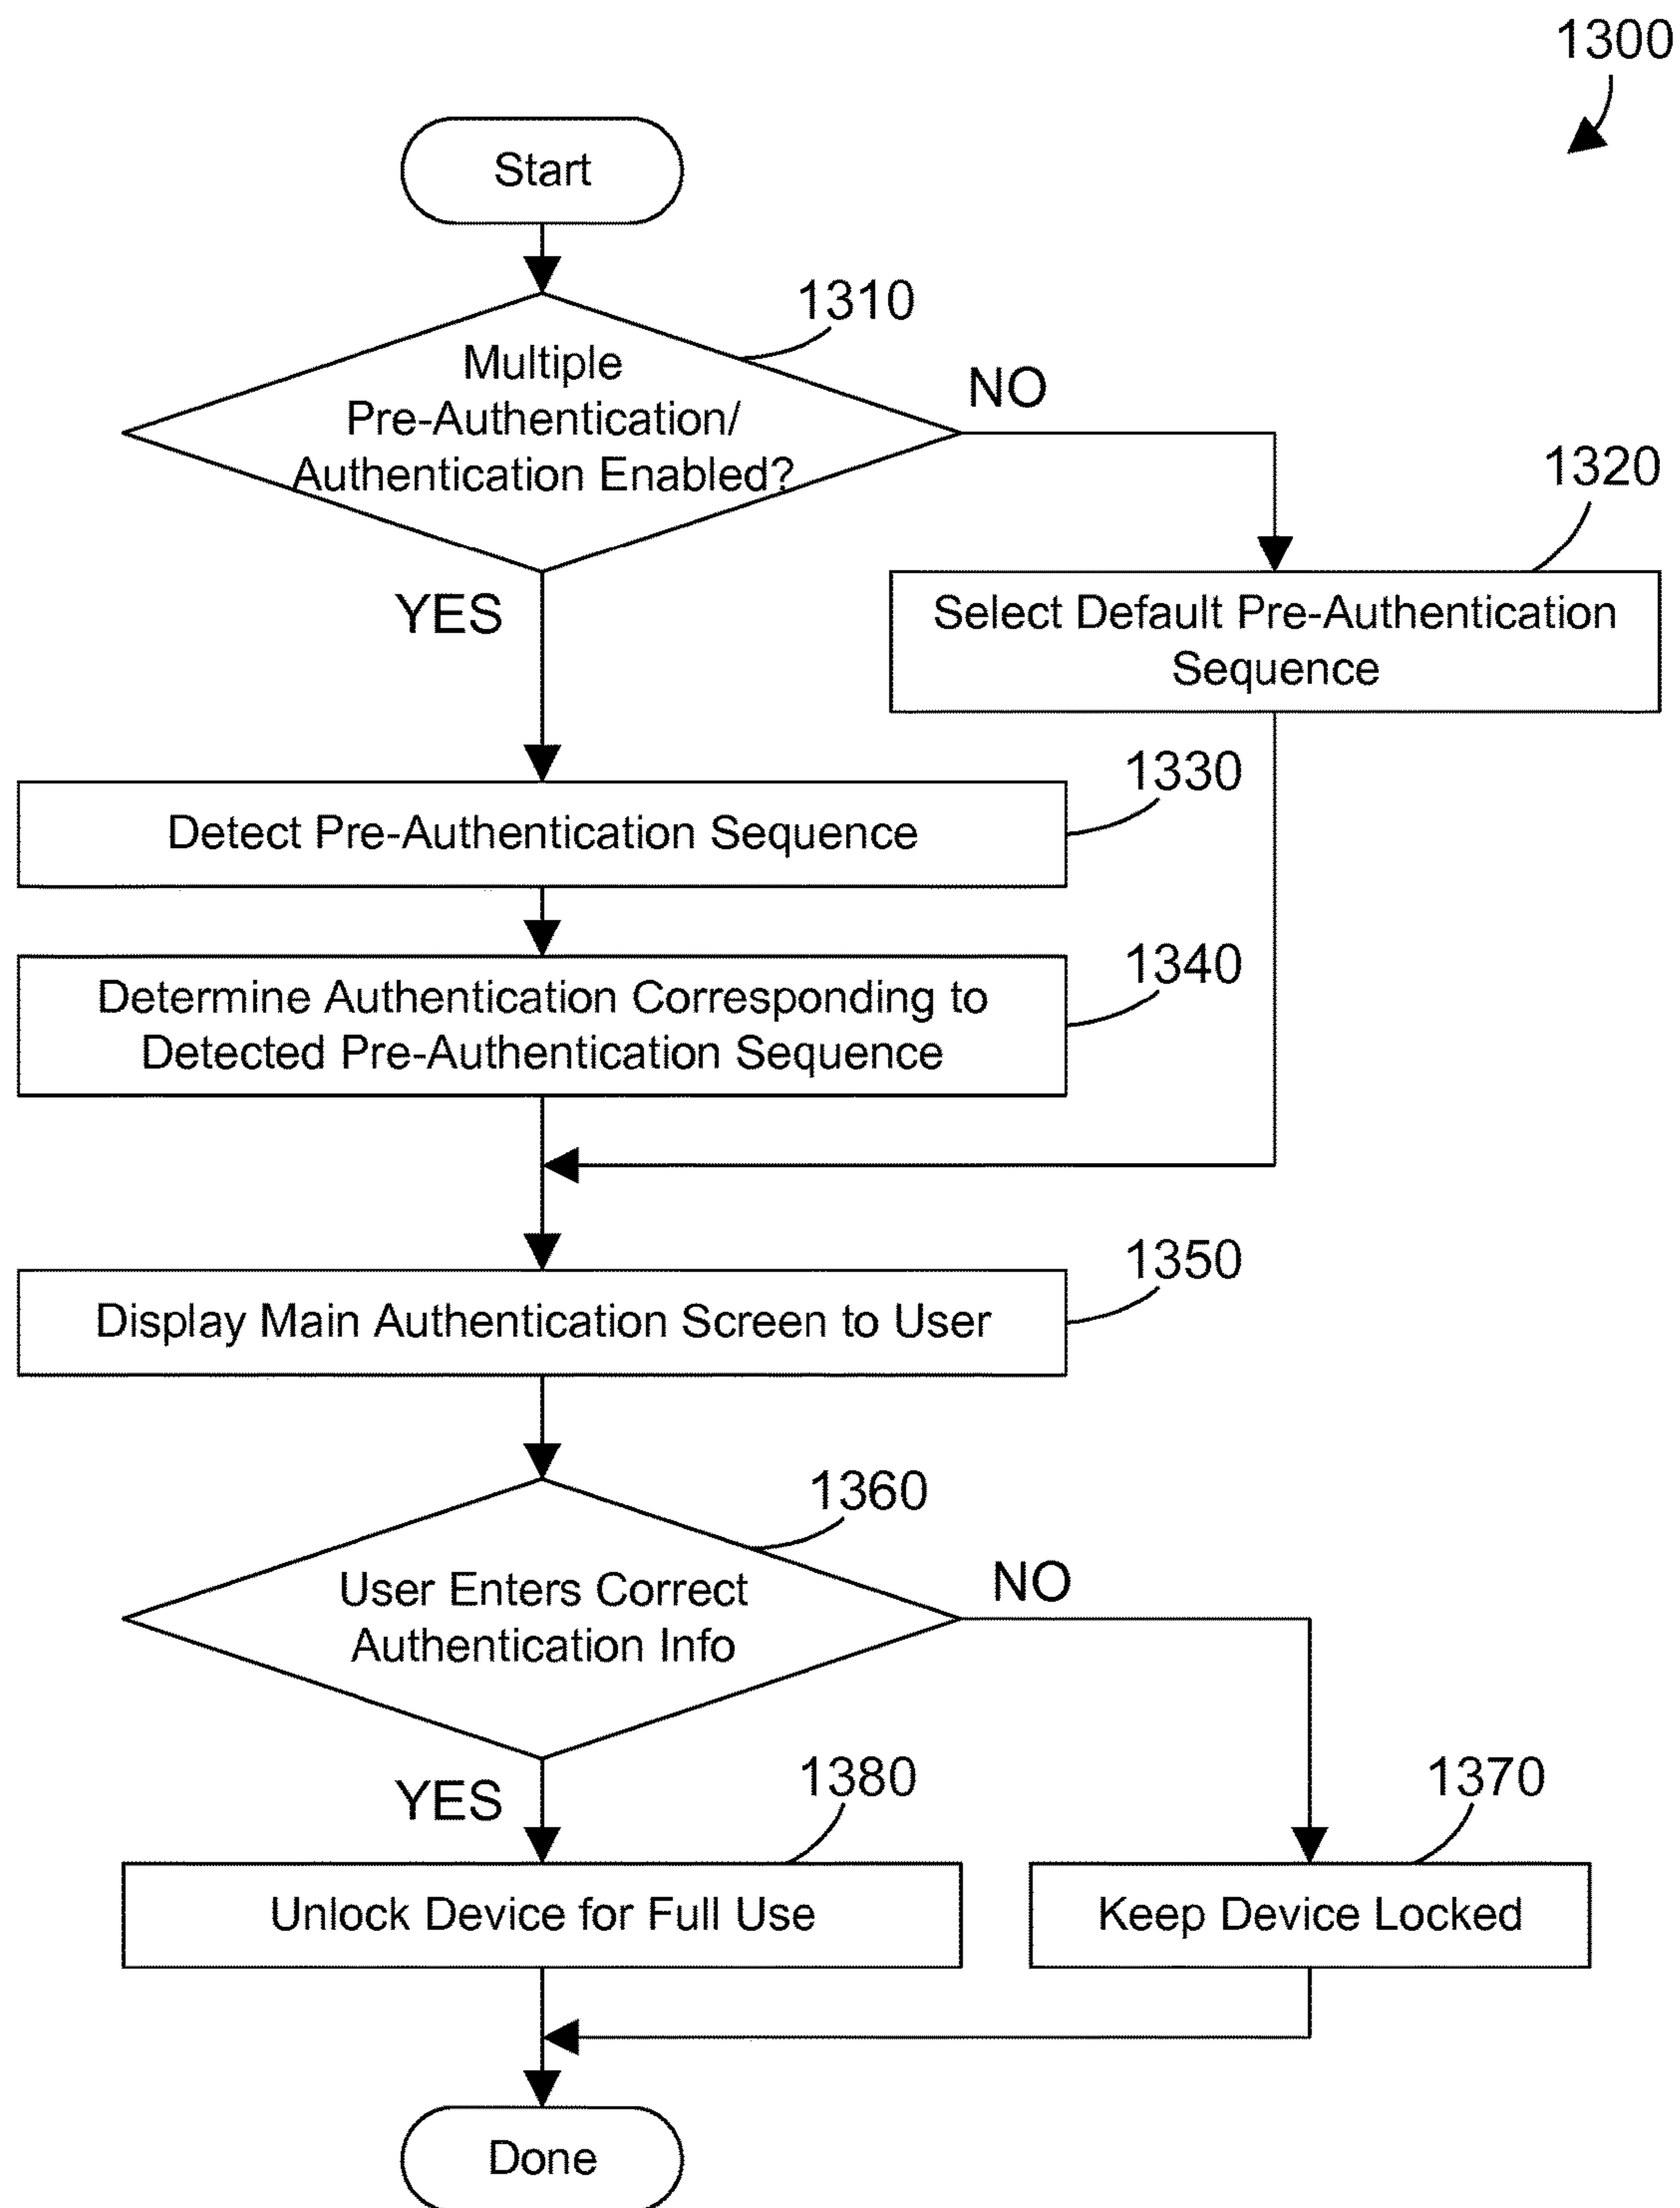 1300
Start
1310
Multiple
Pre-Authentication/
Authentication Enabled?
NO
1320
YES
Select Default Pre-Authentication
Sequence
1330
Detect Pre-Authentication Sequence
1340
Determine Authentication Corresponding to
Detected Pre-Authentication Sequence
1350
Display Main Authentication Screen to User
1360
User Enters Correct
Authentication Info
NO
YES
1380
1370
Unlock Device for Full Use
Keep Device Locked
Done